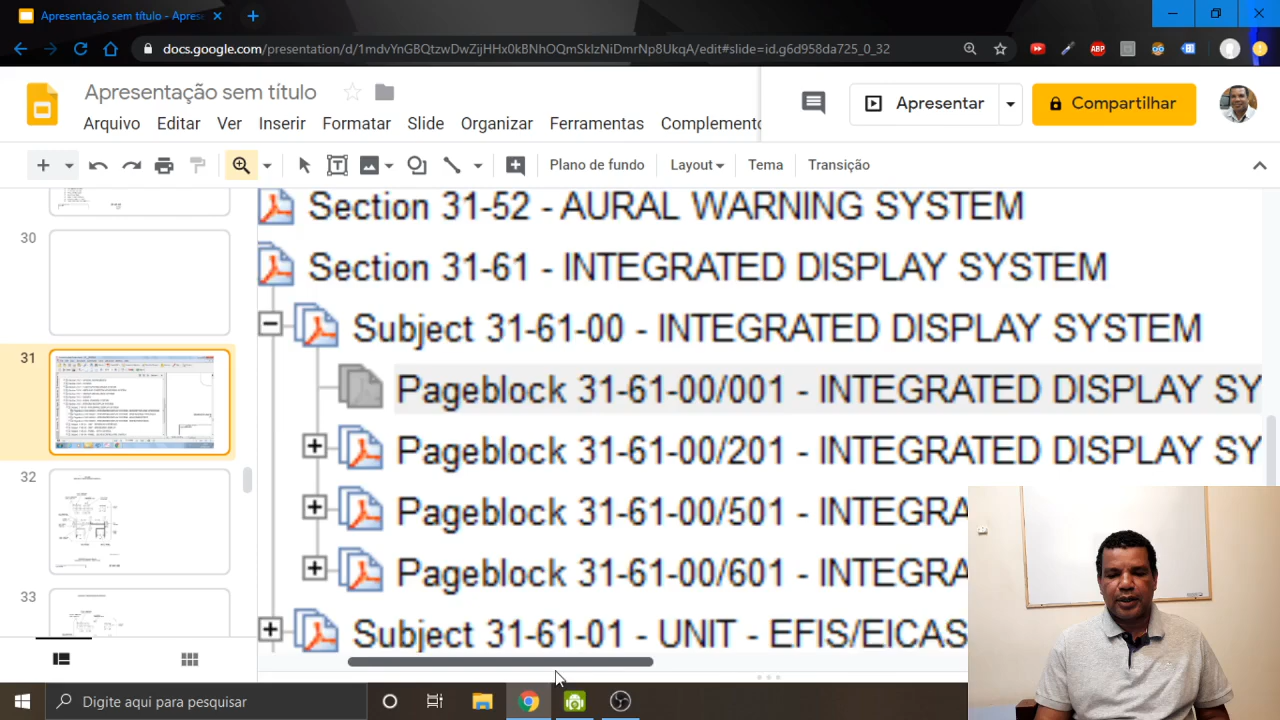 Apresentação sem título - Apres
docs.google.com/presentation/d/1mdvYnGBQtzwDwZijHHx0kBNhOQmSkIzNiDmrNp8UkqA/edit#slide=id.g6d958da725_0_32
ABP
Apresentação sem título
Apresentar
Compartilhar
Arquivo Editar Ver Inserir Formatar Slide Organizar Ferramentas Complemento
Plano de fundo Layout Tema Transição
30
31
32
33
Section 31-52 - AURAL WARNING SYSTEM
Section 31-61 - INTEGRATED DISPLAY SYSTEM
Subject 31-61-00 - INTEGRATED DISPLAY SYSTEM
Pageblock 31-61-00/001 - INTEGRATED DISPLAY SY
Pageblock 31-61-00/201 - INTEGRATED DISPLAY SY
Pageblock 31-61-00/501 - INTEGRA
Pageblock 31-61-00/601 - INTEGRA
Subject 31-61-01 - UNIT - EFIS/EICAS
Digite aqui para pesquisar